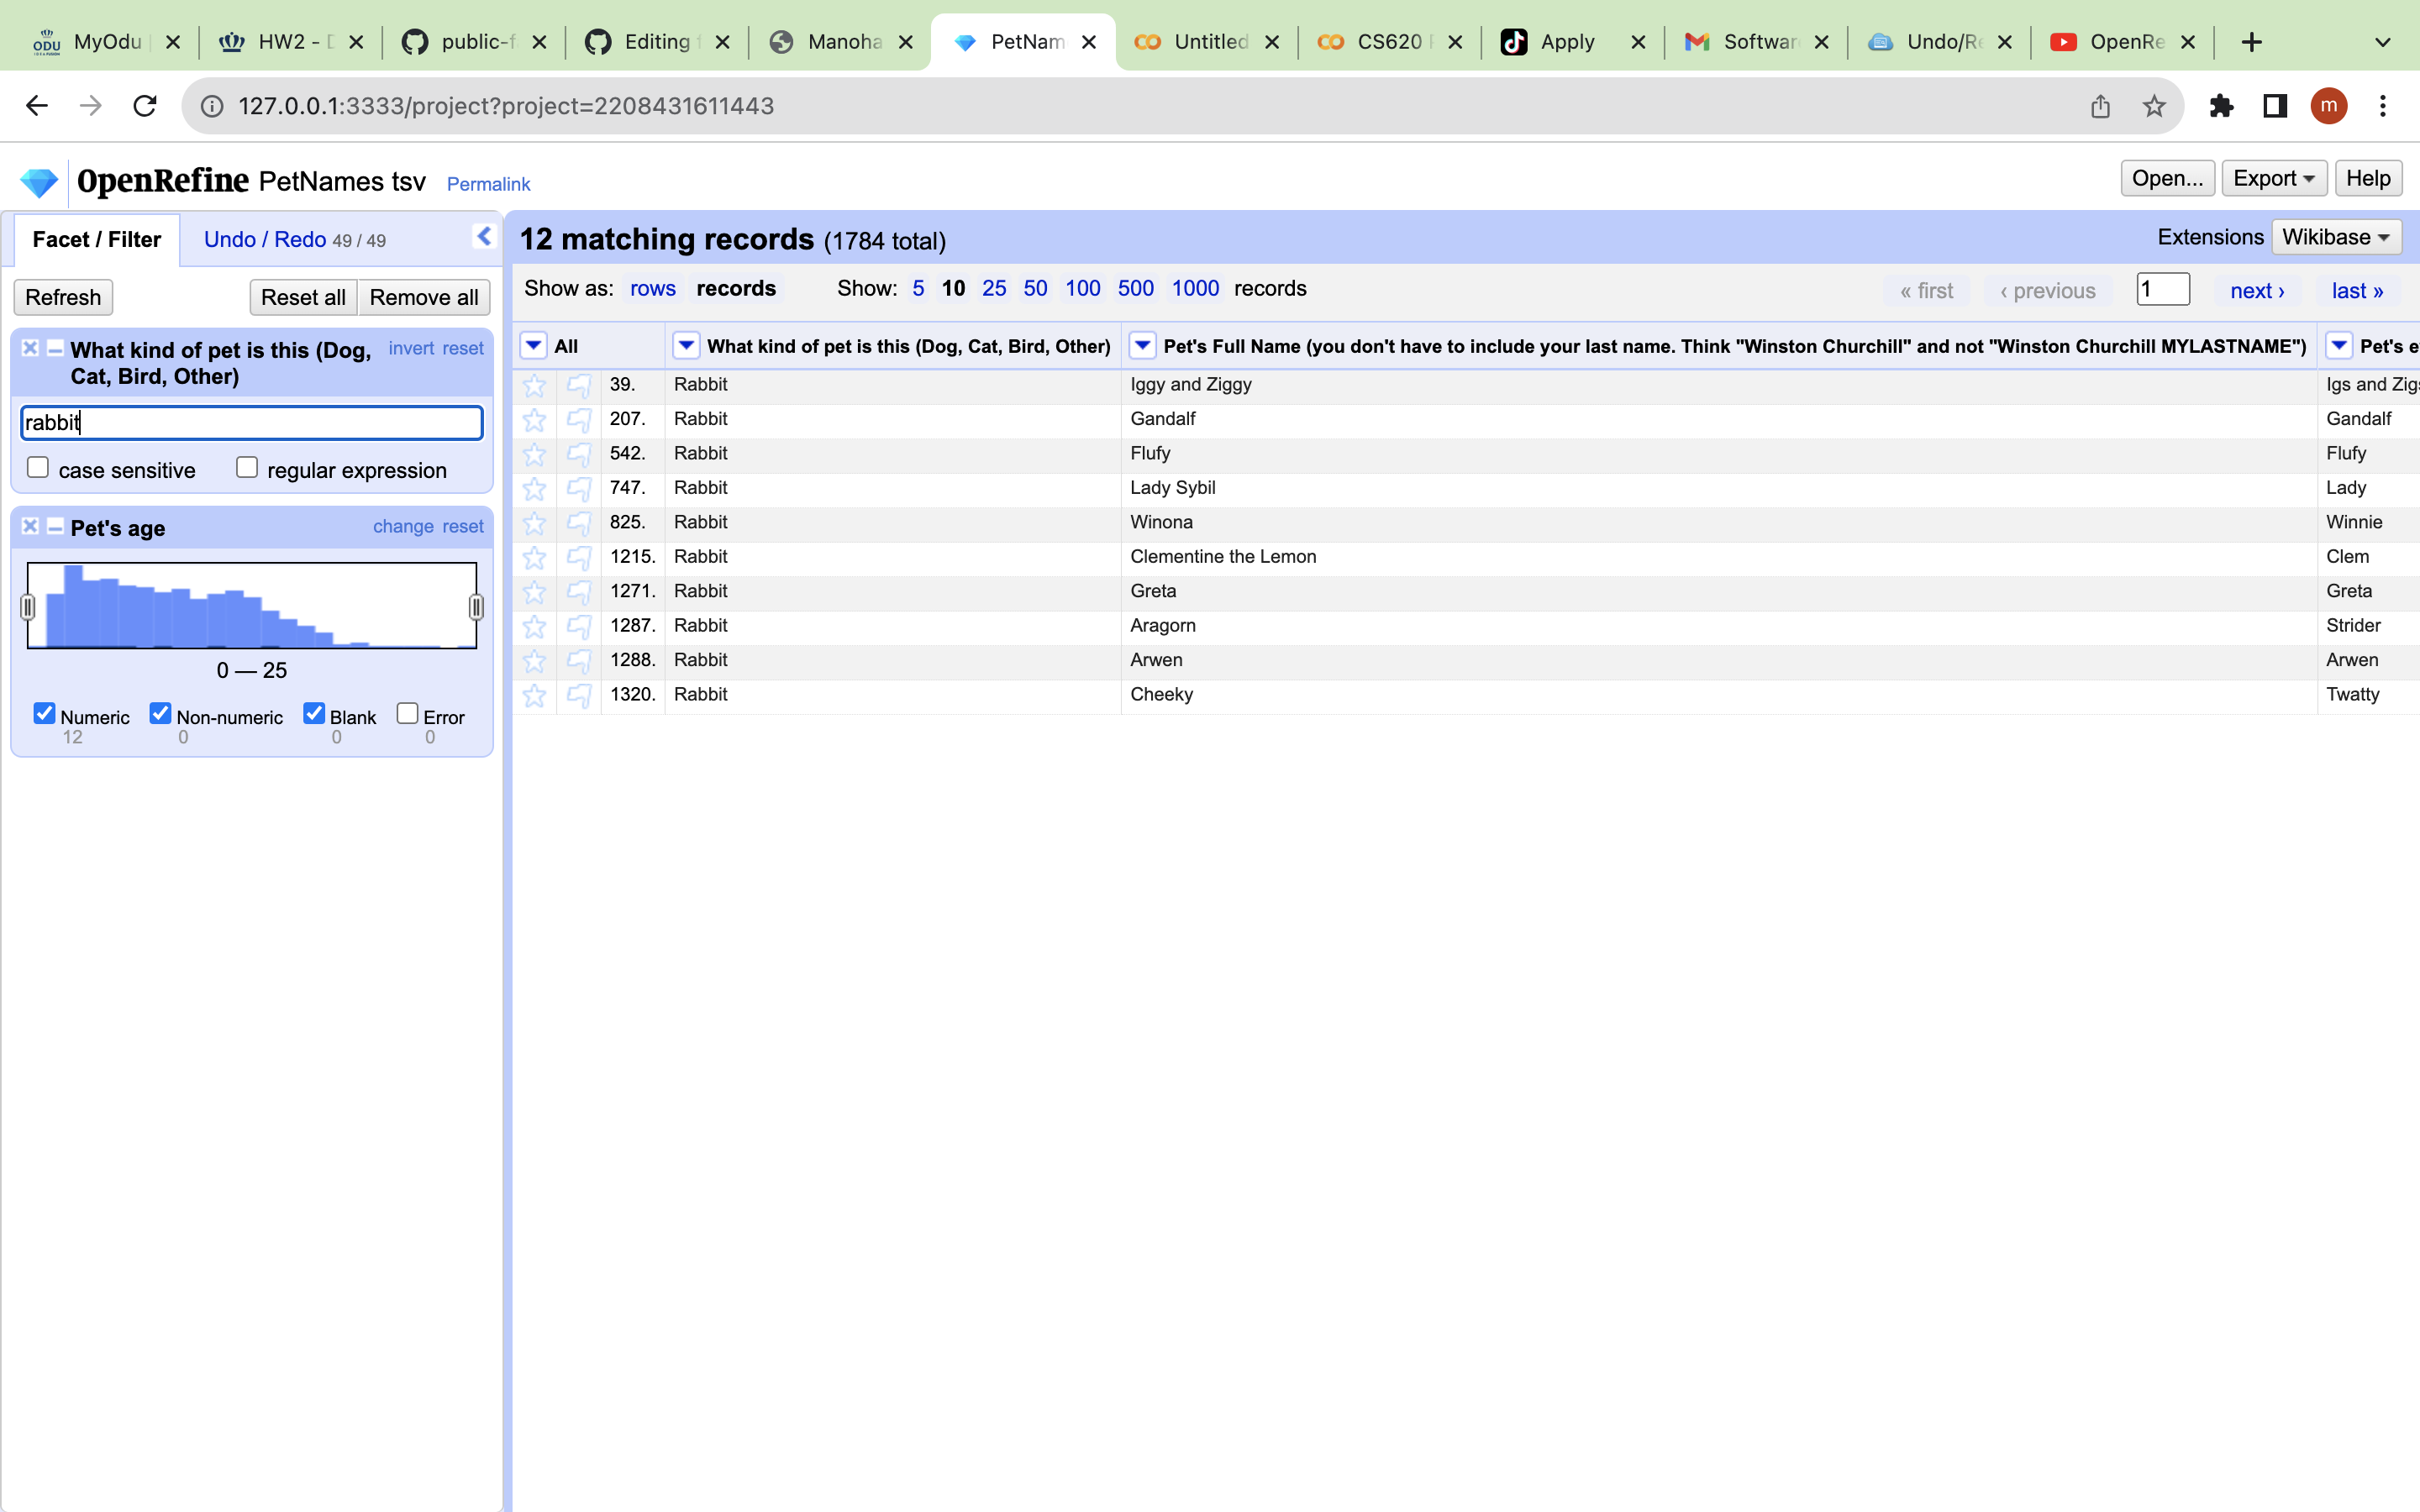 MyOdu HW2 - public-f Editing Manoha PetNam Untitled CS620 Apply Softwar Undo/Re OpenRe
127.0.0.1:3333/project?project=2208431611443 m
OpenRefine PetNames tsv Permalink Open... Export Help
Facet / Filter Undo / Redo 49 / 49 12 matching records (1784 total) Extensions Wikibase
Refresh Reset all Remove all Show as: rows records Show: 5 10 25 50 100 500 1000 records « first ‹ previous 1 next › last »
What kind of pet is this (Dog, Cat, Bird, Other) invert reset
rabbit
case sensitive regular expression
Pet's age change reset
0 — 25
Numeric Non-numeric Blank Error
12 0 0 0
All What kind of pet is this (Dog, Cat, Bird, Other) Pet's Full Name (you don't have to include your last name. Think "Winston Churchill" and not "Winston Churchill MYLASTNAME") Pet's e
39. Rabbit Iggy and Ziggy Igs and Zigs
207. Rabbit Gandalf Gandalf
542. Rabbit Flufy Flufy
747. Rabbit Lady Sybil Lady
825. Rabbit Winona Winnie
1215. Rabbit Clementine the Lemon Clem
1271. Rabbit Greta Greta
1287. Rabbit Aragorn Strider
1288. Rabbit Arwen Arwen
1320. Rabbit Cheeky Twatty